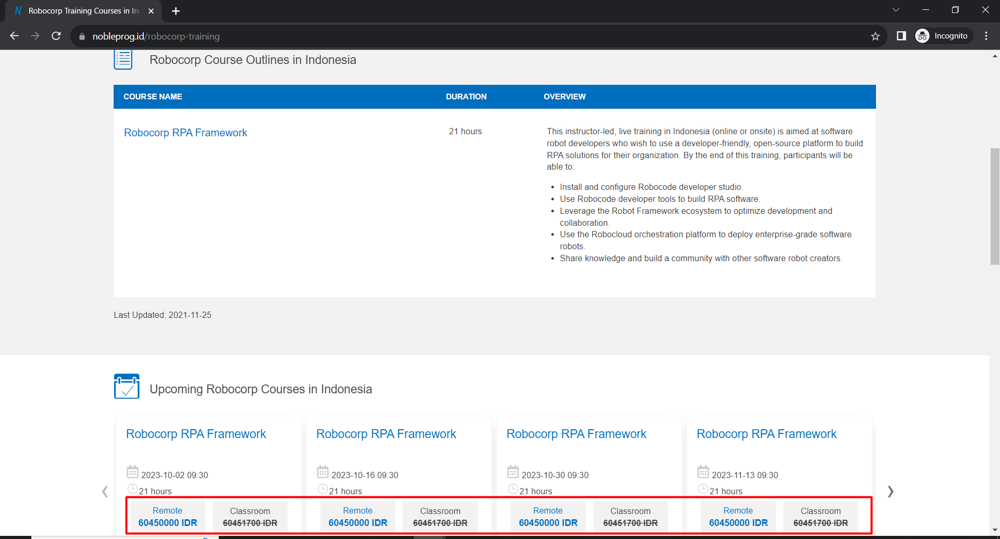 Robocorp Training Courses in In
Incognito
nobleprog.id/robocorp-training
Robocorp Course Outlines in Indonesia
COURSE NAME DURATION OVERVIEW
Robocorp RPA Framework
21 hours
This instructor-led, live training in Indonesia (online or onsite) is aimed at software
robot developers who wish to use a developer-friendly, open-source platform to build
RPA solutions for their organization. By the end of this training, participants will be
able to:
• Install and configure Robocode developer studio.
• Use Robocode developer tools to build RPA software.
• Leverage the Robot Framework ecosystem to optimize development and
collaboration.
• Use the Robocloud orchestration platform to deploy enterprise-grade software
robots.
• Share knowledge and build a community with other software robot creators.
Last Updated: 2021-11-25
Upcoming Robocorp Courses in Indonesia
Robocorp RPA Framework
2023-10-02 09:30
21 hours
Remote
60450000 IDR
Classroom
60451700 IDR
Robocorp RPA Framework
2023-10-16 09:30
21 hours
Remote
60450000 IDR
Classroom
60451700 IDR
Robocorp RPA Framework
2023-10-30 09:30
21 hours
Remote
60450000 IDR
Classroom
60451700 IDR
Robocorp RPA Framework
2023-11-13 09:30
21 hours
Remote
60450000 IDR
Classroom
60451700 IDR